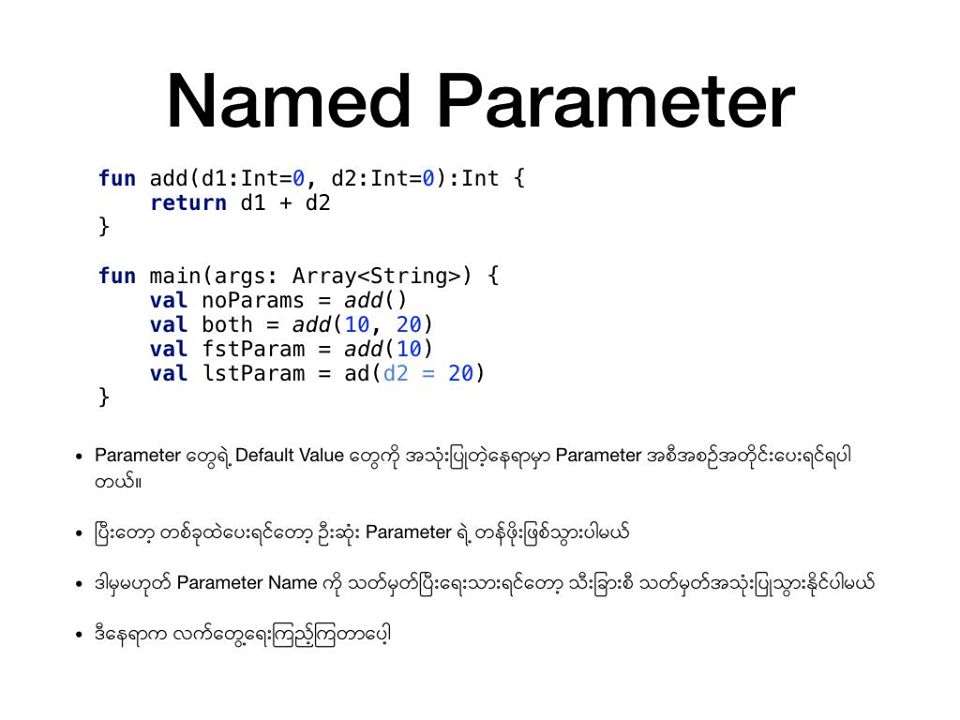 Named Parameter
fun add(d1:Int=0, d2:Int=0):Int {
    return d1 + d2
}
fun main(args: Array<String>) {
    val noParams = add()
    val both = add(10, 20)
    val fstParam = add(10)
    val lstParam = ad(d2 = 20)
}
• Parameter တွေရဲ့ Default Value တွေကို အသုံးပြုတဲ့နေရာမှာ Parameter အစီအစဉ်အတိုင်းပေးရင်ရပါ
တယ်။
• ပြီးတော့ တစ်ခုထဲပေးရင်တော့ ဦးဆုံး Parameter ရဲ့ တန်ဖိုးဖြစ်သွားပါမယ်
• ဒါမှမဟုတ် Parameter Name ကို သတ်မှတ်ပြီးရေးသားရင်တော့ သီးခြားစီ သတ်မှတ်အသုံးပြုသွားနိုင်ပါမယ်
• ဒီနေရာက လက်တွေ့ရေးကြည့်ကြတာပေါ့